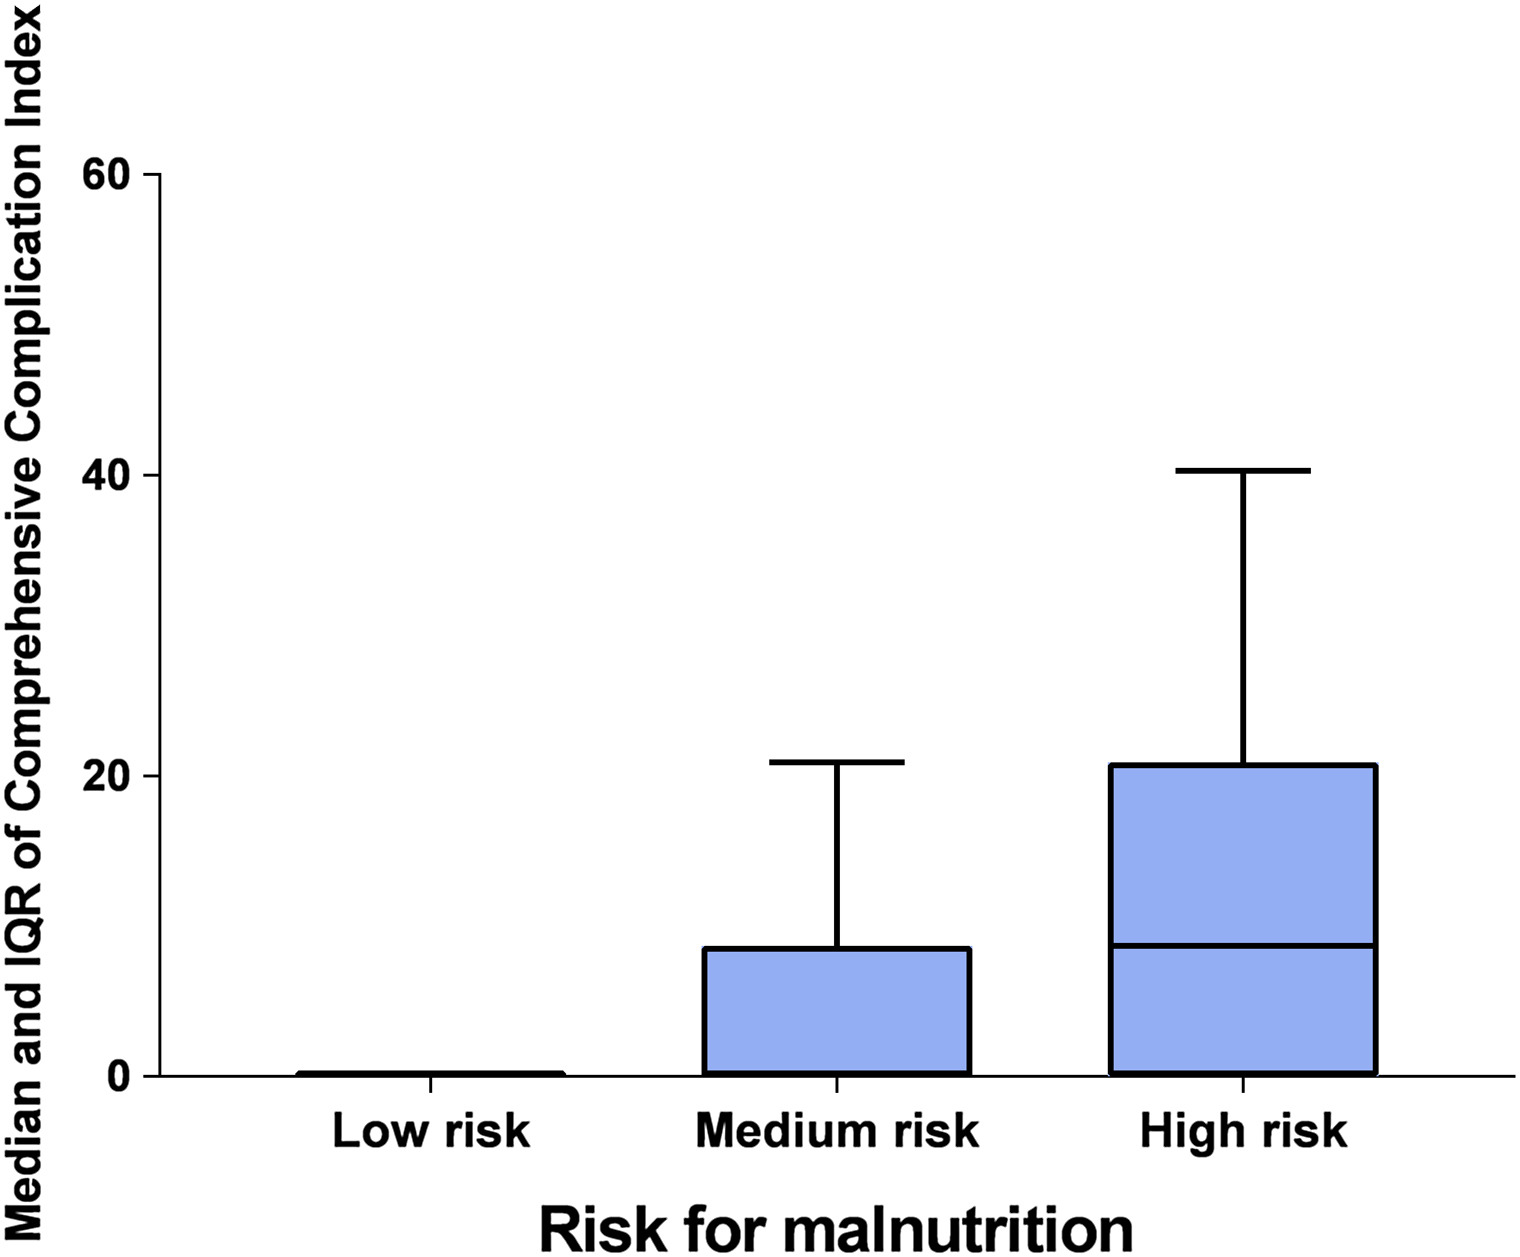 Median and IQR of Comprehensive Complication Index
60
40
20
0
Low risk
Medium risk
High risk
Risk for malnutrition